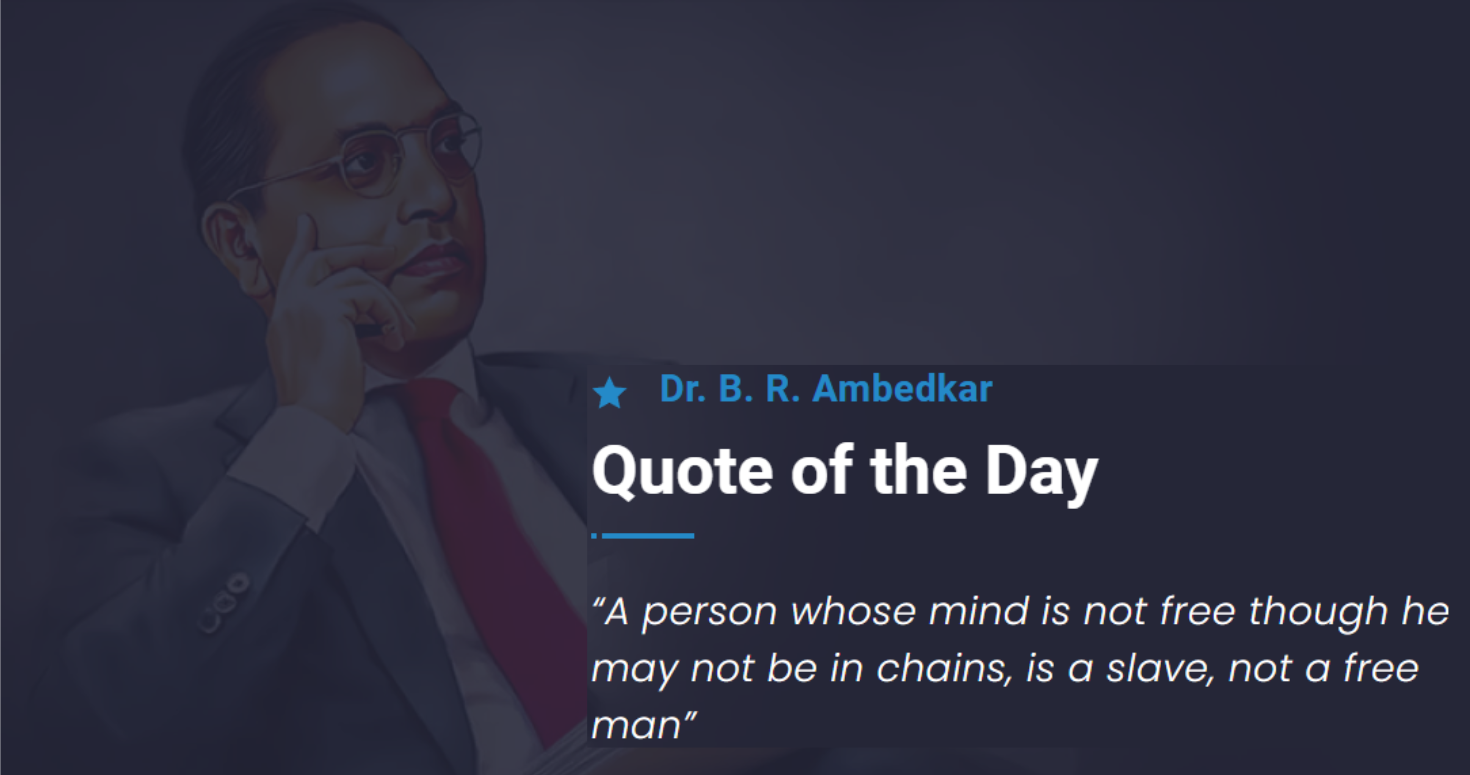 Dr. B. R. Ambedkar
Quote of the Day
“A person whose mind is not free though he
may not be in chains, is a slave, not a free
man”